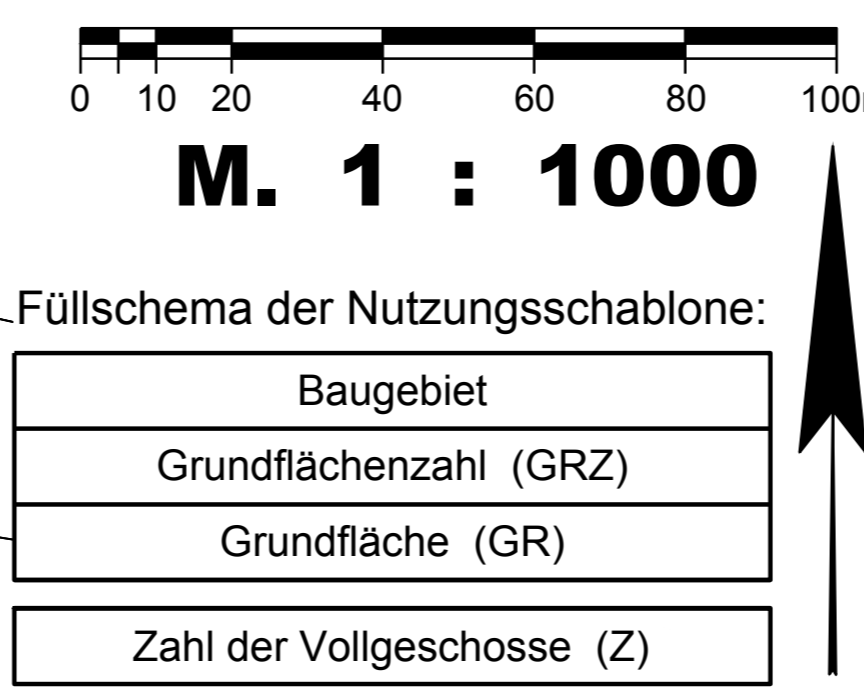 0 10 20 40 60 80 100m
M. 1 : 1000
Füllschema der Nutzungsschablone:
Baugebiet
Grundflächenzahl (GRZ)
Grundfläche (GR)
Zahl der Vollgeschosse (Z)